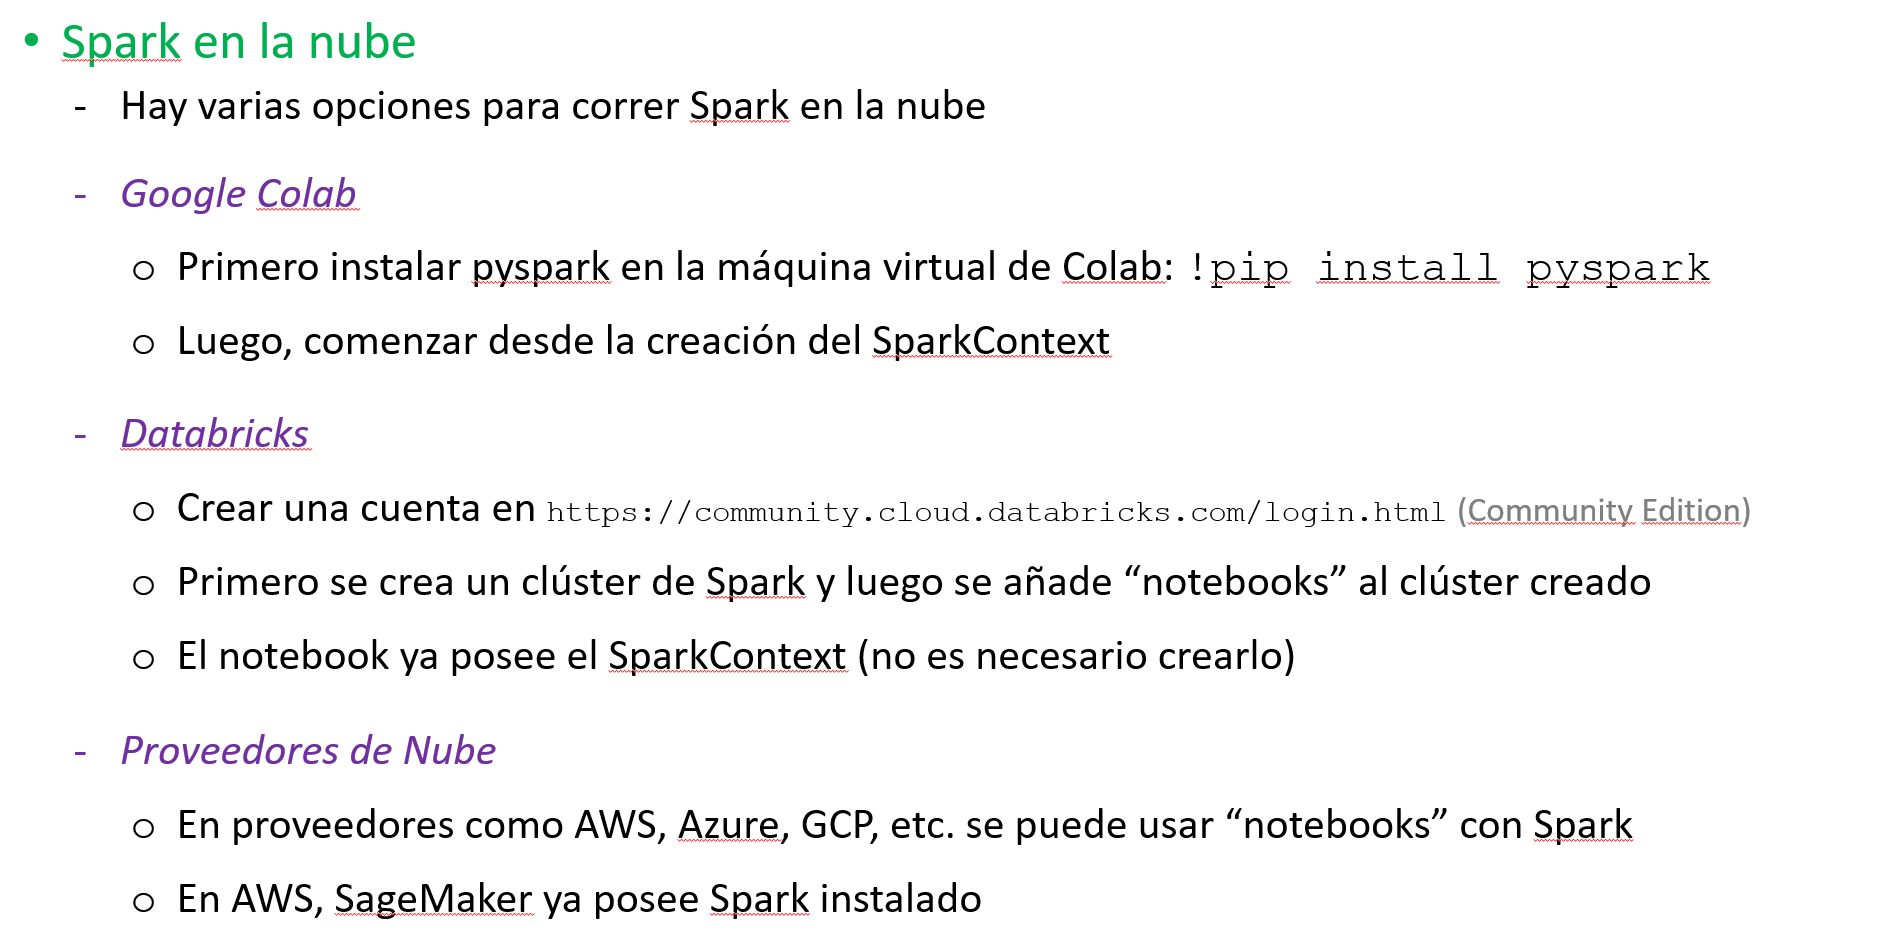 • Spark en la nube
- Hay varias opciones para correr Spark en la nube
- Google Colab
o Primero instalar pyspark en la máquina virtual de Colab: !pip install pyspark
o Luego, comenzar desde la creación del SparkContext
- Databricks
o Crear una cuenta en https://community.cloud.databricks.com/login.html (Community Edition)
o Primero se crea un clúster de Spark y luego se añade “notebooks” al clúster creado
o El notebook ya posee el SparkContext (no es necesario crearlo)
- Proveedores de Nube
o En proveedores como AWS, Azure, GCP, etc. se puede usar “notebooks” con Spark
o En AWS, SageMaker ya posee Spark instalado